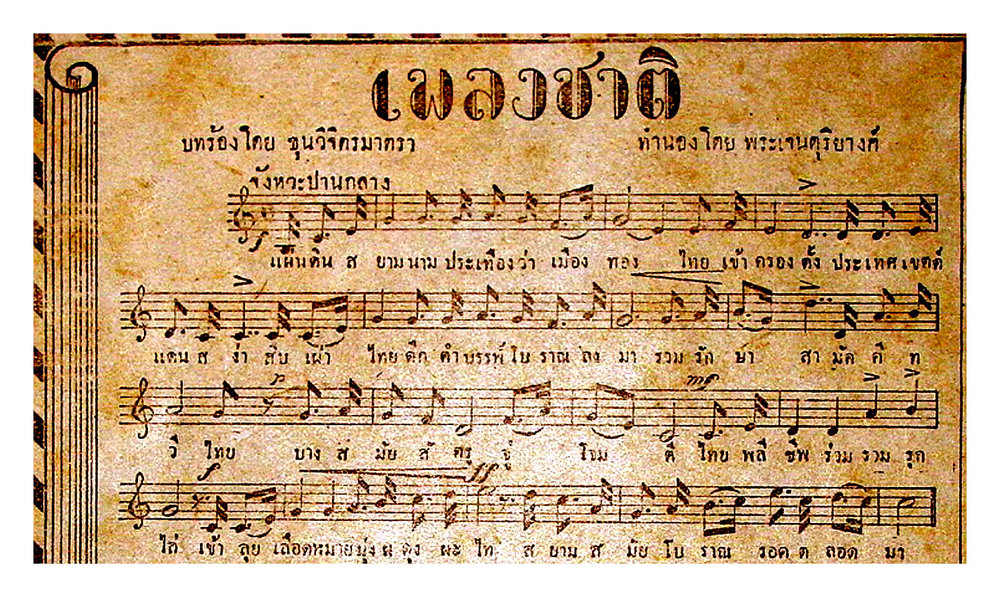 เพลงชาติ
บทร้องโดย ขุนวิจิตรมาตรา
ทำนองโดย พระเจนดุริยางค์
จังหวะปานกลาง
f
แผ่นดิน ส ยามนาม ประเทืองว่า เมือง ทอง ไทย เข้า ครอง ตั้ง ประเทศ เขตต์
แดน ส ง่า สืบ เผ่า ไทย ดึก ดำ บรรพ์ โบ ราณ ลง มา รวม รัก ษา สา มัค คี ท
p mf
วี ไทย บาง ส มัย ศั ตรู จู่ โจม ตี ไทย พลี ชีพ ร่วม รวม รุก
f ff
ไล่ เข้า ลุย เลือดหมายมุ่ง ผ ดุง ผะ ไท ส ยาม ส มัย โบ ราณ รอด ต ลอด มา